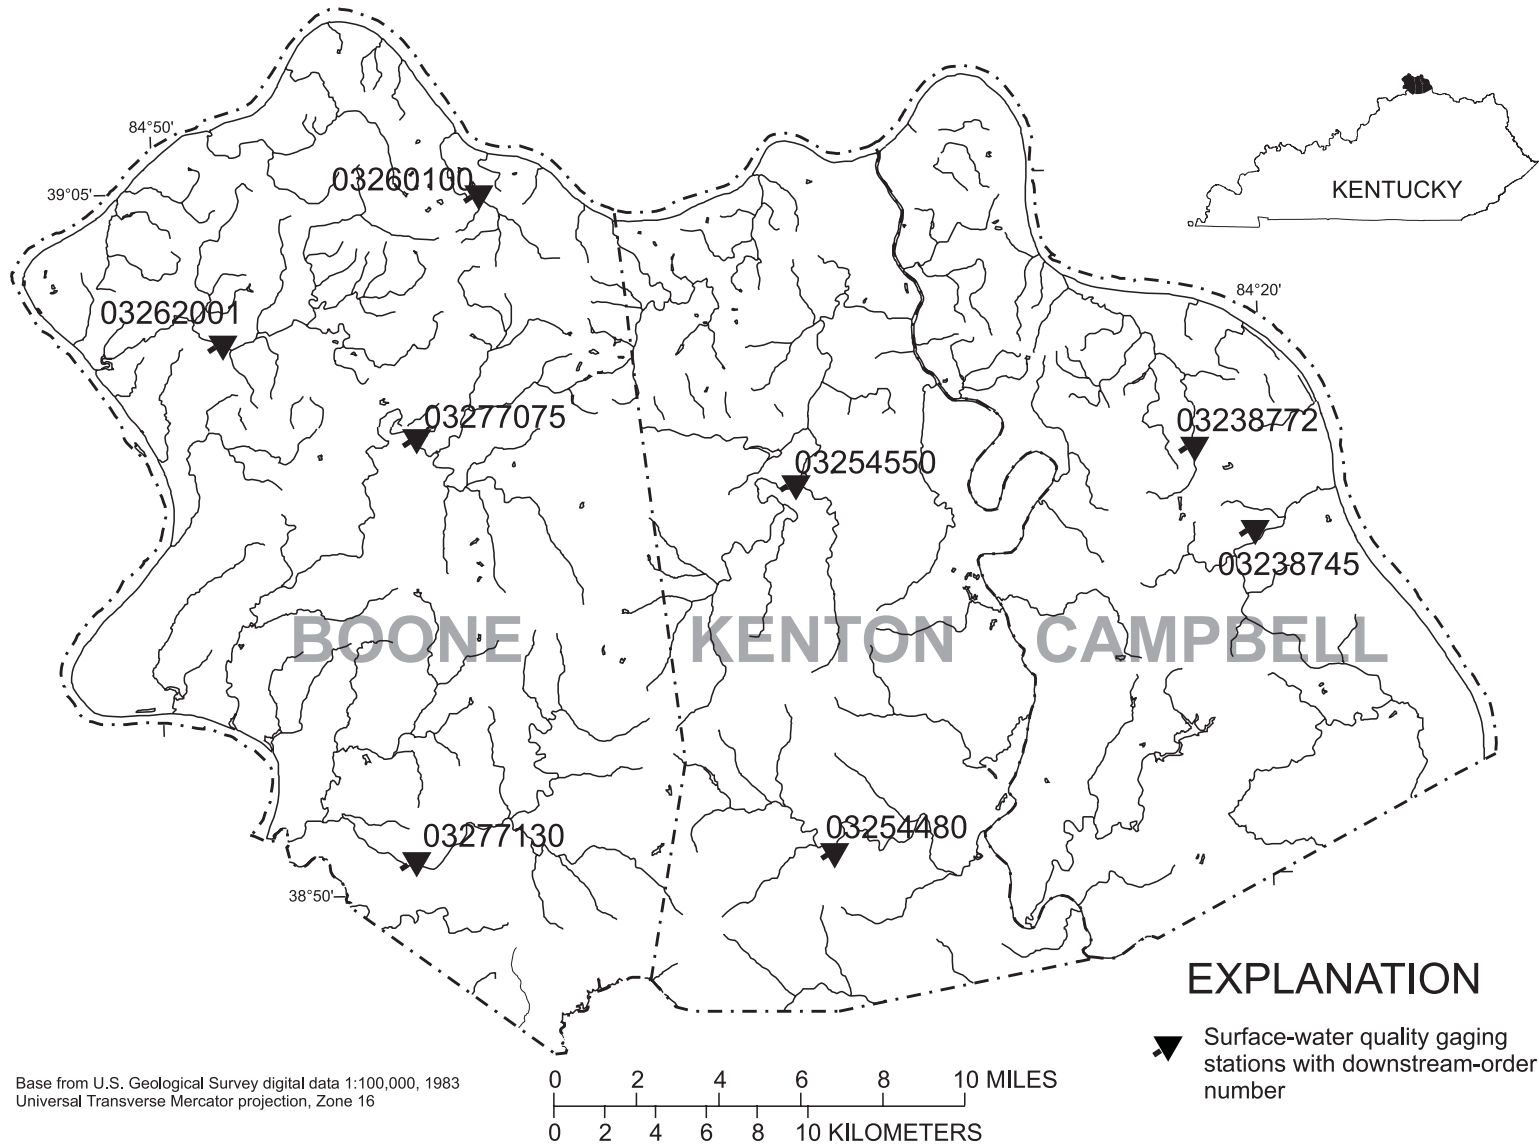 84°50'
39°05'
03260100
KENTUCKY
84°20'
03262001
03277075
03238772
03254550
03238745
BOONE
KENTON
CAMPBELL
03277130
03254480
38°50'
EXPLANATION
Surface-water quality gaging
stations with downstream-order
number
Base from U.S. Geological Survey digital data 1:100,000, 1983
Universal Transverse Mercator projection, Zone 16
0 2 4 6 8 10 MILES
0 2 4 6 8 10 KILOMETERS